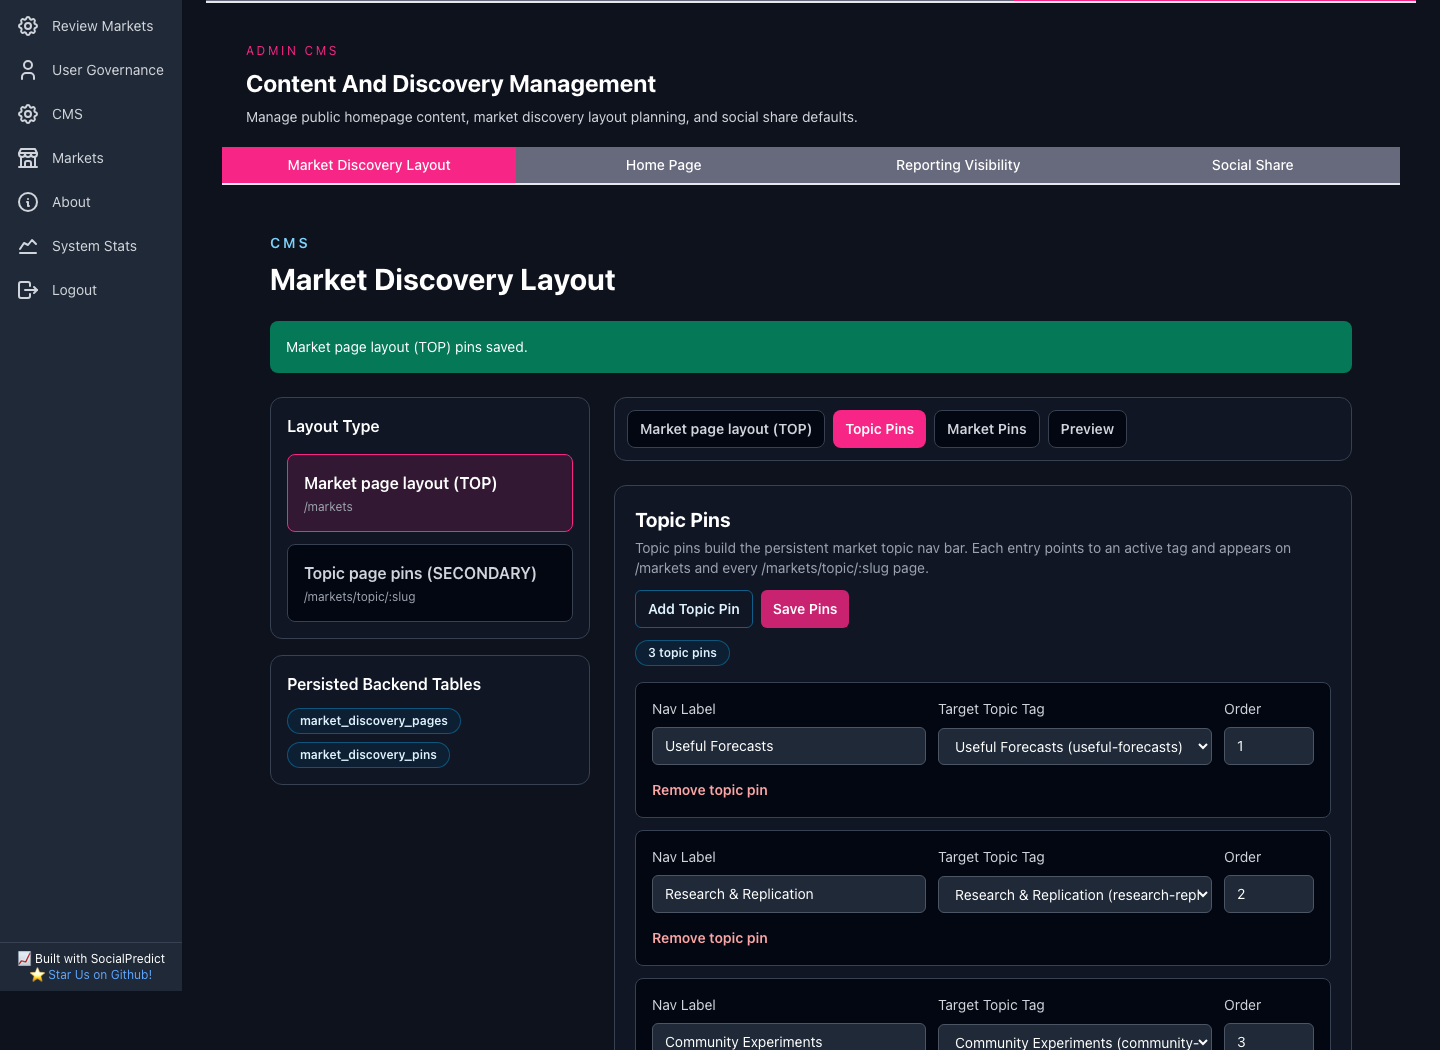 Review Markets
User Governance
CMS
Markets
About
System Stats
Logout
Built with SocialPredict
Star Us on Github!
ADMIN CMS
Content And Discovery Management
Manage public homepage content, market discovery layout planning, and social share defaults.
Market Discovery Layout
Home Page
Reporting Visibility
Social Share
CMS
Market Discovery Layout
Market page layout (TOP) pins saved.
Layout Type
Market page layout (TOP)
/markets
Topic page pins (SECONDARY)
/markets/topic/:slug
Persisted Backend Tables
market_discovery_pages
market_discovery_pins
Market page layout (TOP)
Topic Pins
Market Pins
Preview
Topic Pins
Topic pins build the persistent market topic nav bar. Each entry points to an active tag and appears on
/markets and every /markets/topic/:slug page.
Add Topic Pin
Save Pins
3 topic pins
Nav Label
Target Topic Tag
Order
Useful Forecasts
Useful Forecasts (useful-forecasts)
1
Remove topic pin
Nav Label
Target Topic Tag
Order
Research & Replication
Research & Replication (research-repl
2
Remove topic pin
Nav Label
Target Topic Tag
Order
Community Experiments
Community Experiments (community-
3